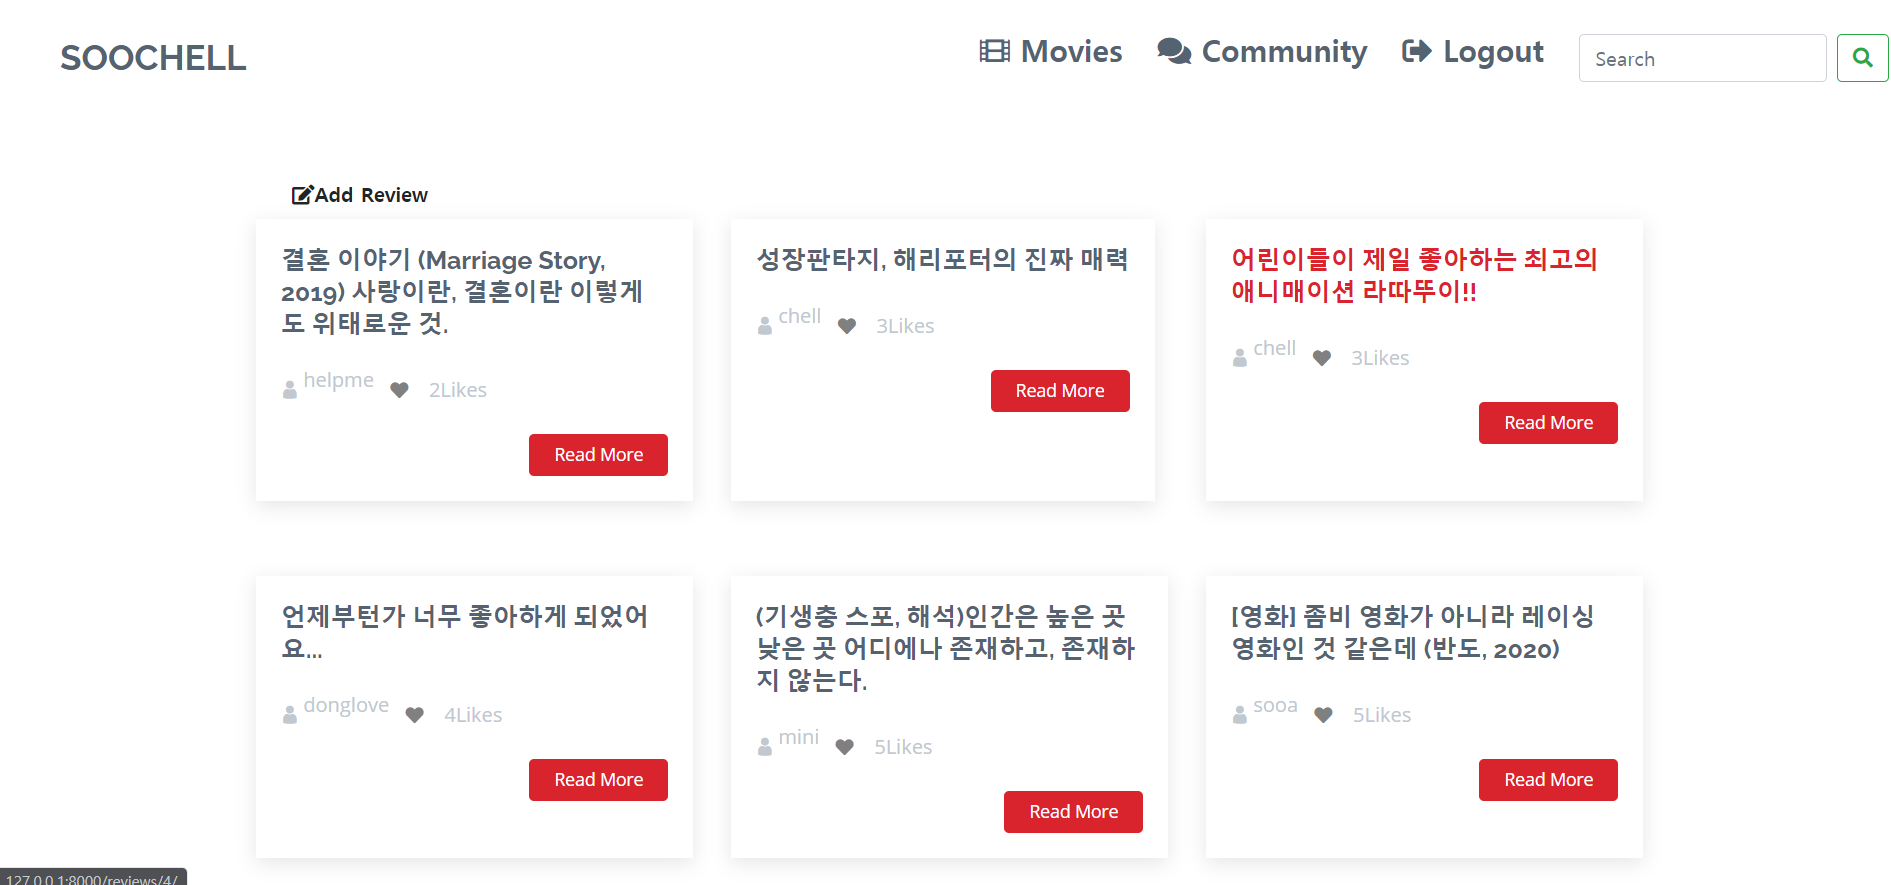 SOOCHELL
Movies
Community
Logout
Search
Add Review
결혼 이야기 (Marriage Story,
2019) 사랑이란, 결혼이란 이렇게
도 위태로운 것.
helpme
2Likes
Read More
성장판타지, 해리포터의 진짜 매력
chell
3Likes
Read More
어린이들이 제일 좋아하는 최고의
애니매이션 라따뚜이!!
chell
3Likes
Read More
언제부턴가 너무 좋아하게 되었어
요...
donglove
4Likes
Read More
(기생충 스포, 해석)인간은 높은 곳
낮은 곳 어디에나 존재하고, 존재하
지 않는다.
mini
5Likes
Read More
[영화] 좀비 영화가 아니라 레이싱
영화인 것 같은데 (반도, 2020)
sooa
5Likes
Read More
127.0.0.1:8000/reviews/4/